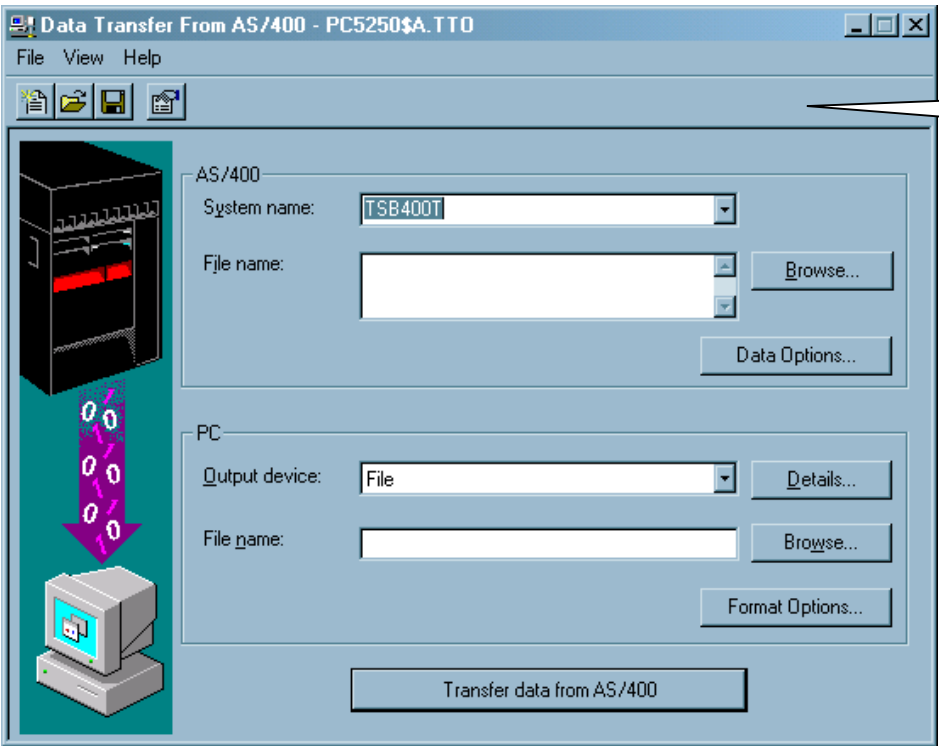 Data Transfer From AS/400 - PC5250$A.TTO
File View Help
AS/400
System name: TSB400T
File name: Browse...
Data Options...
PC
Output device: File Details...
File name: Browse...
Format Options...
Transfer data from AS/400